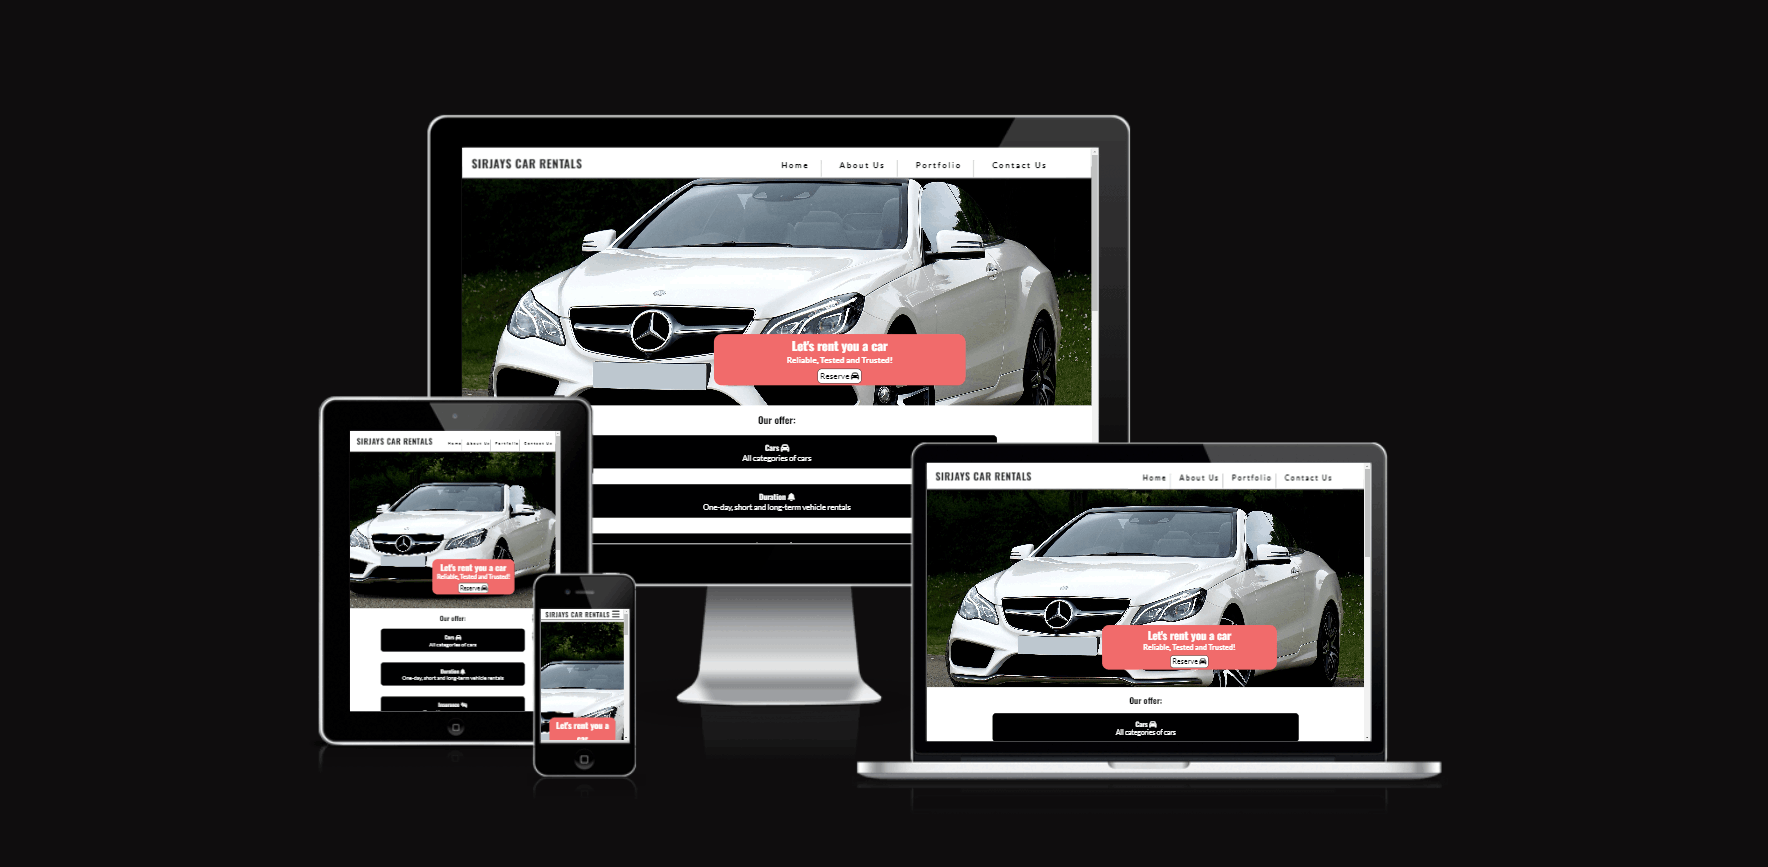 SIRJAYS CAR RENTALS
Home
About Us
Portfolio
Contact Us
Let's rent you a car
Reliable, Tested and Trusted!
Reserve
Our offer:
Cars
All categories of cars
Duration
One-day, short and long-term vehicle rentals
SIRJAYS CAR RENTALS
Home
About Us
Portfolio
Contact Us
Let's rent you a car
Reliable, Tested and Trusted!
Reserve
Our offer:
Cars
All categories of cars
Duration
One-day, short and long-term vehicle rentals
Insurance
SIRJAYS CAR RENTALS
Let's rent you a
car
SIRJAYS CAR RENTALS
Home
About Us
Portfolio
Contact Us
Let's rent you a car
Reliable, Tested and Trusted!
Reserve
Our offer:
Cars
All categories of cars